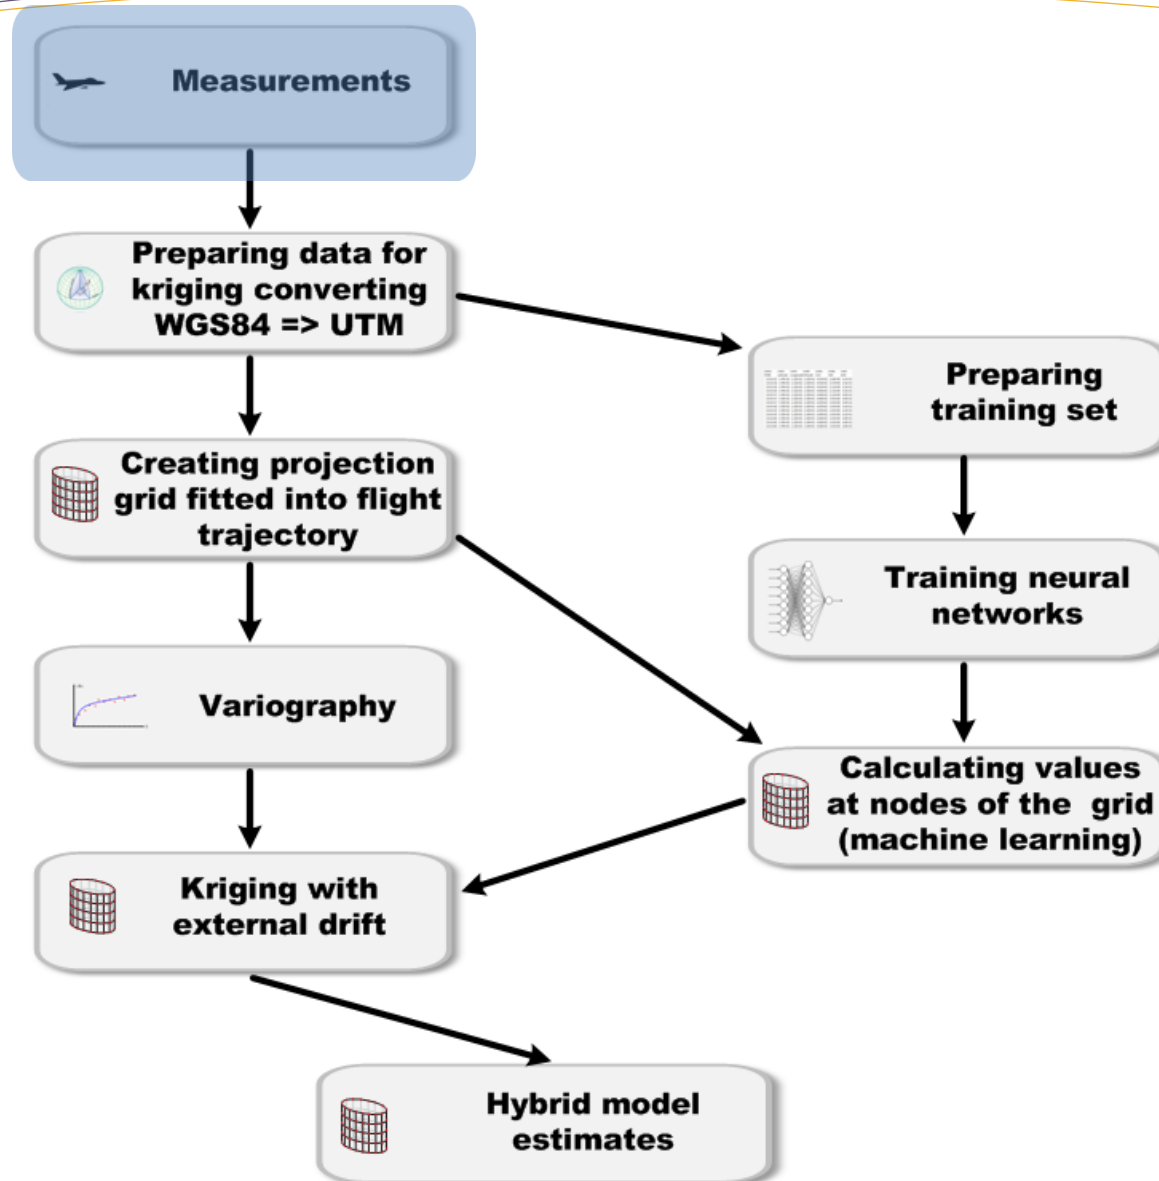 Measurements
Preparing data for
kriging converting
WGS84 => UTM
Preparing
training set
Creating projection
grid fitted into flight
trajectory
Training neural
networks
Variography
Calculating values
at nodes of the grid
(machine learning)
Kriging with
external drift
Hybrid model
estimates